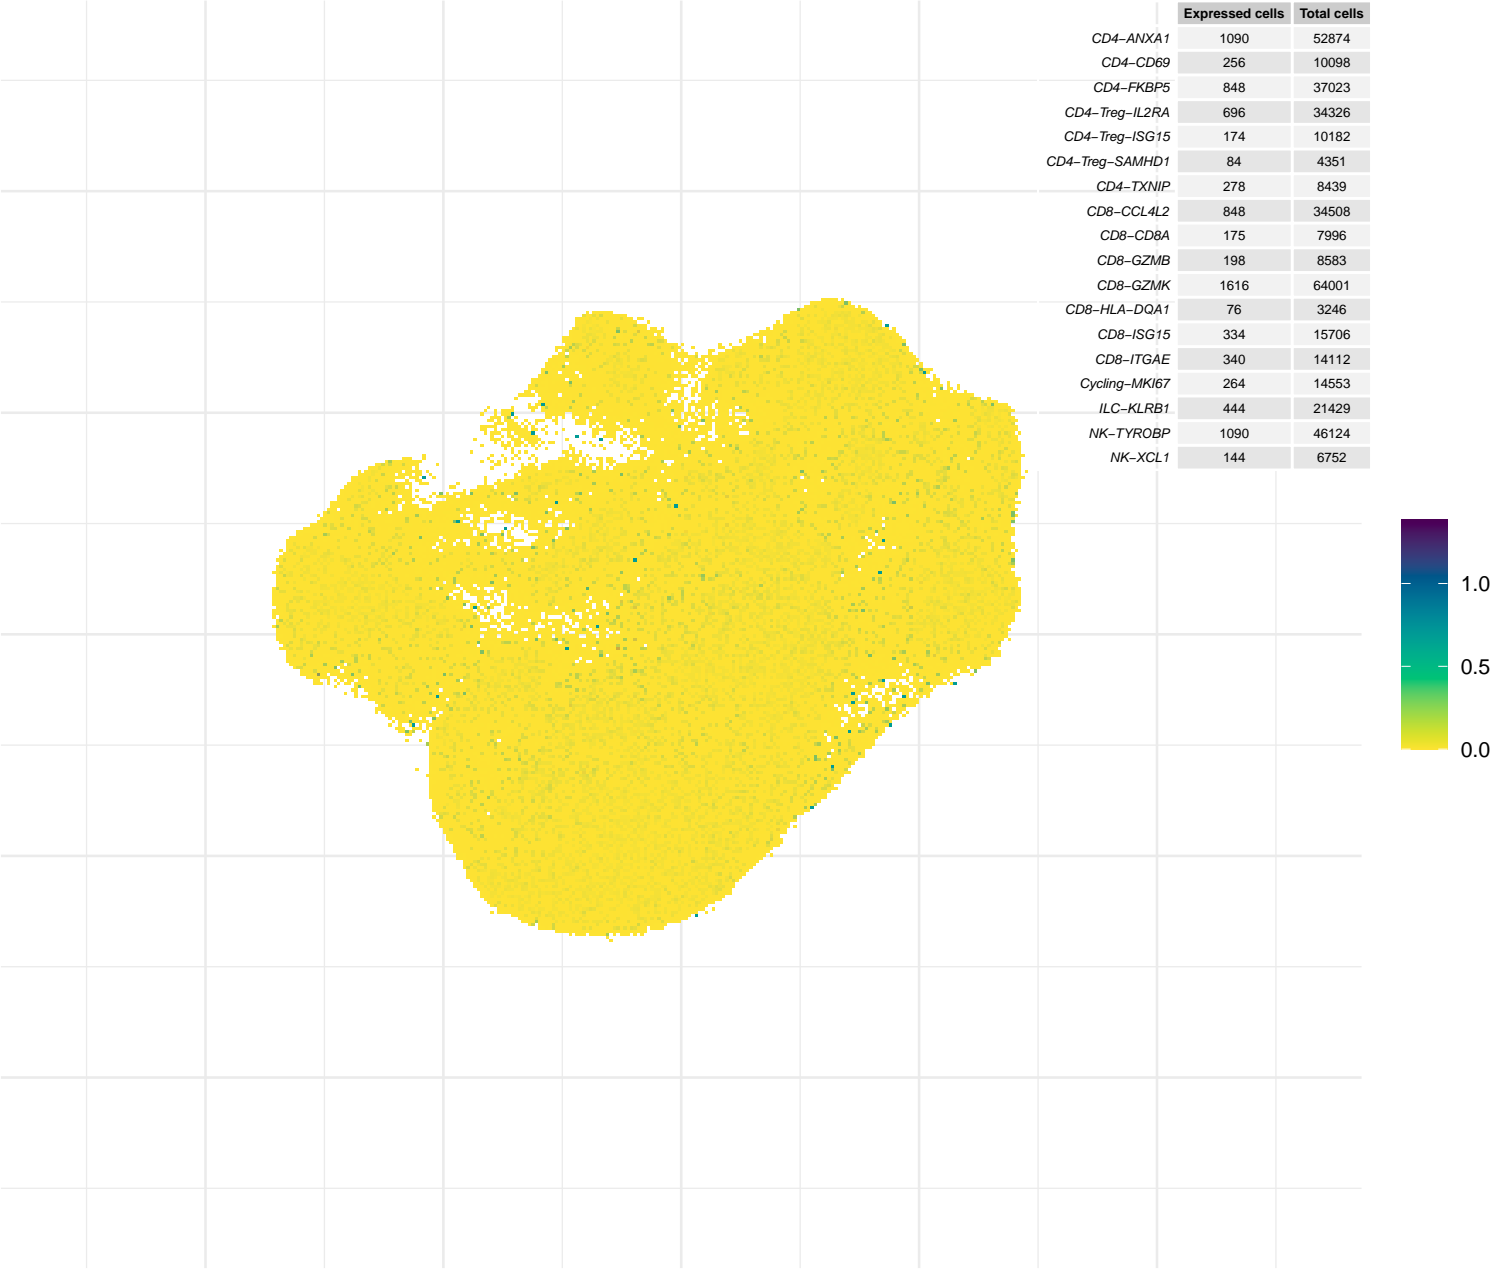 Expressed cells Total cells
CD4−ANXA1 1090 52874
CD4−CD69 256 10098
CD4−FKBP5 848 37023
CD4−Treg−IL2RA 696 34326
CD4−Treg−ISG15 174 10182
CD4−Treg−SAMHD1 84 4351
CD4−TXNIP 278 8439
CD8−CCL4L2 848 34508
CD8−CD8A 175 7996
CD8−GZMB 198 8583
CD8−GZMK 1616 64001
CD8−HLA−DQA1 76 3246
CD8−ISG15 334 15706
CD8−ITGAE 340 14112
Cycling−MKI67 264 14553
ILC−KLRB1 444 21429
NK−TYROBP 1090 46124
NK−XCL1 144 6752
1.0
0.5
0.0